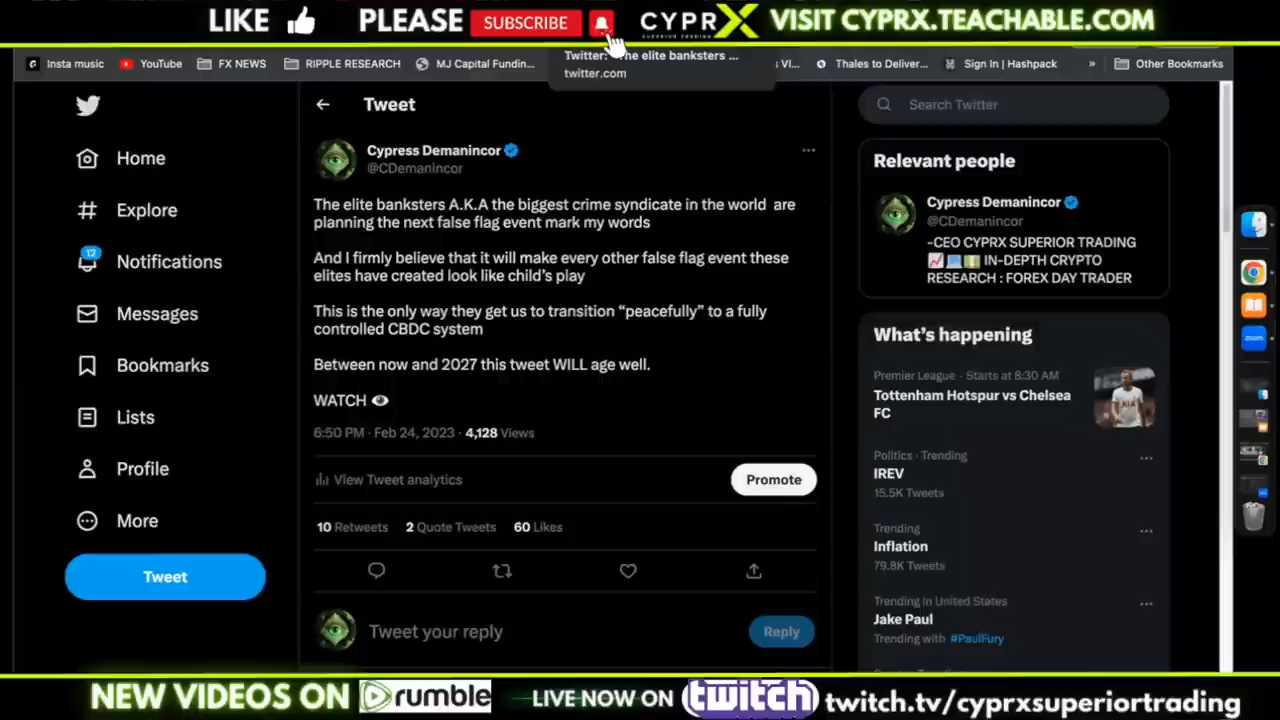 LIKE PLEASE SUBSCRIBE CYPRX VISIT CYPRX.TEACHABLE.COM
Insta music YouTube FX NEWS RIPPLE RESEARCH MJ Capital Fundin... VI... Thales to Deliver... Sign In | Hashpack » Other Bookmarks
Twitter: The elite banksters ...
twitter.com
Home
Explore
12
Notifications
Messages
Bookmarks
Lists
Profile
More
Tweet
Tweet
Cypress Demanincor
@CDemanincor
The elite banksters A.K.A the biggest crime syndicate in the world are
planning the next false flag event mark my words
And I firmly believe that it will make every other false flag event these
elites have created look like child's play
This is the only way they get us to transition “peacefully” to a fully
controlled CBDC system
Between now and 2027 this tweet WILL age well.
WATCH
6:50 PM · Feb 24, 2023 · 4,128 Views
View Tweet analytics
Promote
10 Retweets 2 Quote Tweets 60 Likes
Tweet your reply
Reply
Search Twitter
Relevant people
Cypress Demanincor
@CDemanincor
-CEO CYPRX SUPERIOR TRADING
IN-DEPTH CRYPTO
RESEARCH : FOREX DAY TRADER
What's happening
Premier League · Starts at 8:30 AM
Tottenham Hotspur vs Chelsea
FC
Politics · Trending
IREV
15.5K Tweets
Trending
Inflation
79.8K Tweets
Trending in United States
Jake Paul
Trending with #PaulFury
NEW VIDEOS ON rumble LIVE NOW ON twitch twitch.tv/cyprxsuperiortrading